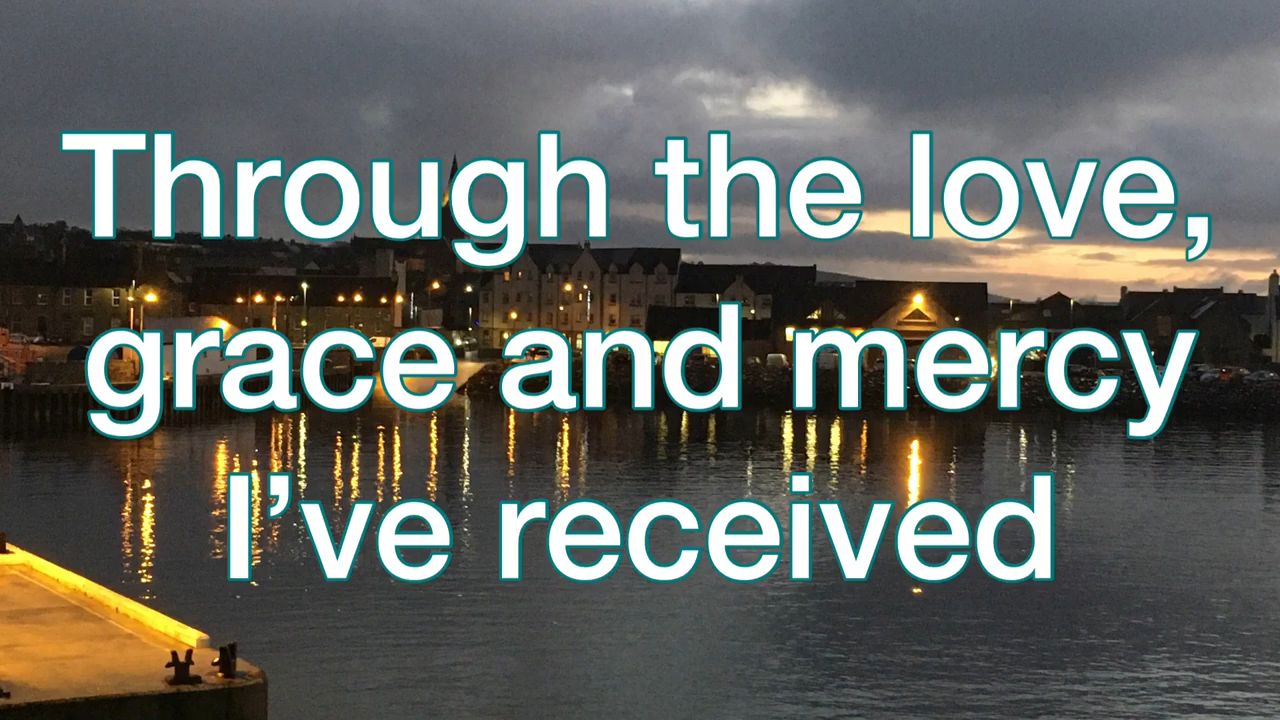 Through the love,
grace and mercy
I’ve received